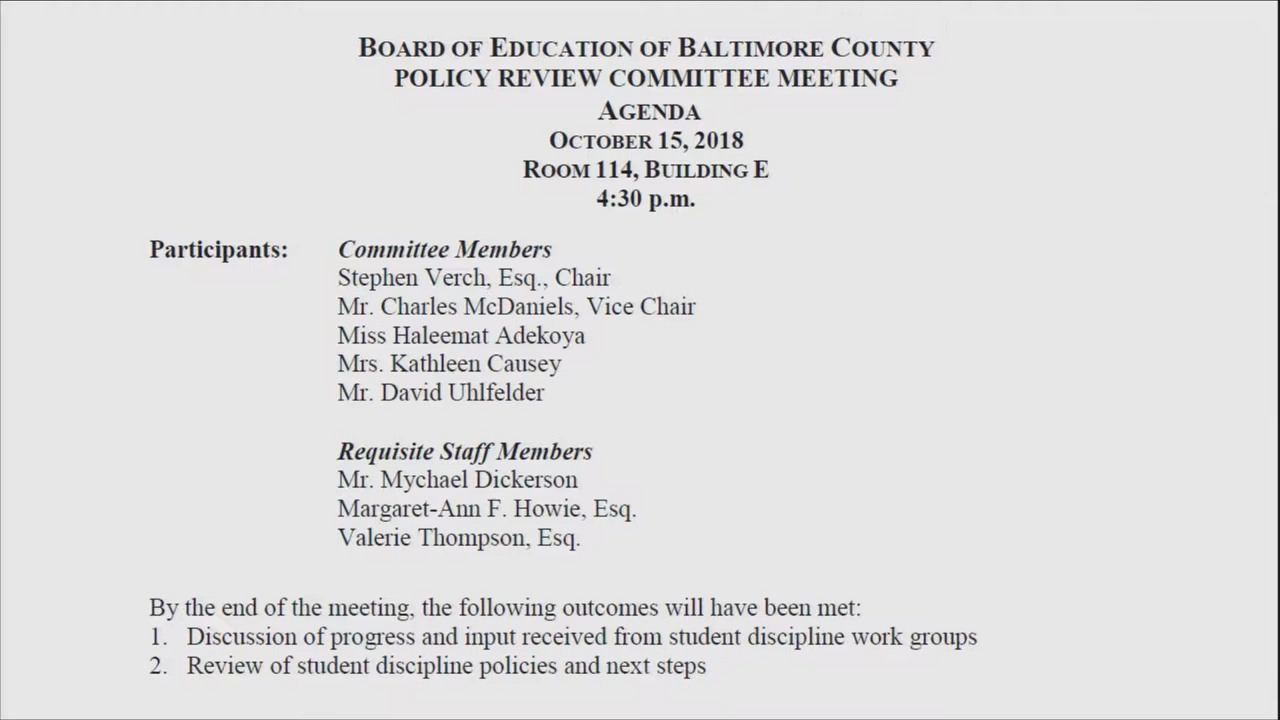 BOARD OF EDUCATION OF BALTIMORE COUNTY
POLICY REVIEW COMMITTEE MEETING
AGENDA
OCTOBER 15, 2018
ROOM 114, BUILDING E
4:30 p.m.
Participants: Committee Members
Stephen Verch, Esq., Chair
Mr. Charles McDaniels, Vice Chair
Miss Haleemat Adekoya
Mrs. Kathleen Causey
Mr. David Uhlfelder
Requisite Staff Members
Mr. Mychael Dickerson
Margaret-Ann F. Howie, Esq.
Valerie Thompson, Esq.
By the end of the meeting, the following outcomes will have been met:
1. Discussion of progress and input received from student discipline work groups
2. Review of student discipline policies and next steps